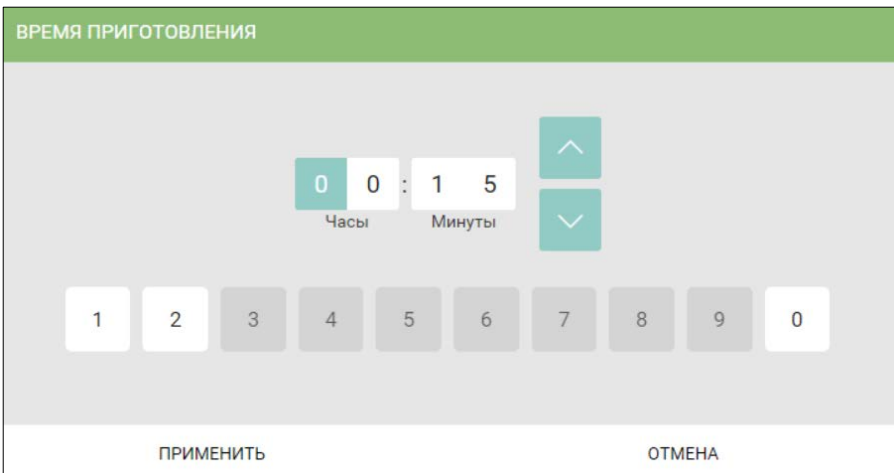 ВРЕМЯ ПРИГОТОВЛЕНИЯ
0 0 : 1 5
Часы Минуты
1 2 3 4 5 6 7 8 9 0
ПРИМЕНИТЬ ОТМЕНА